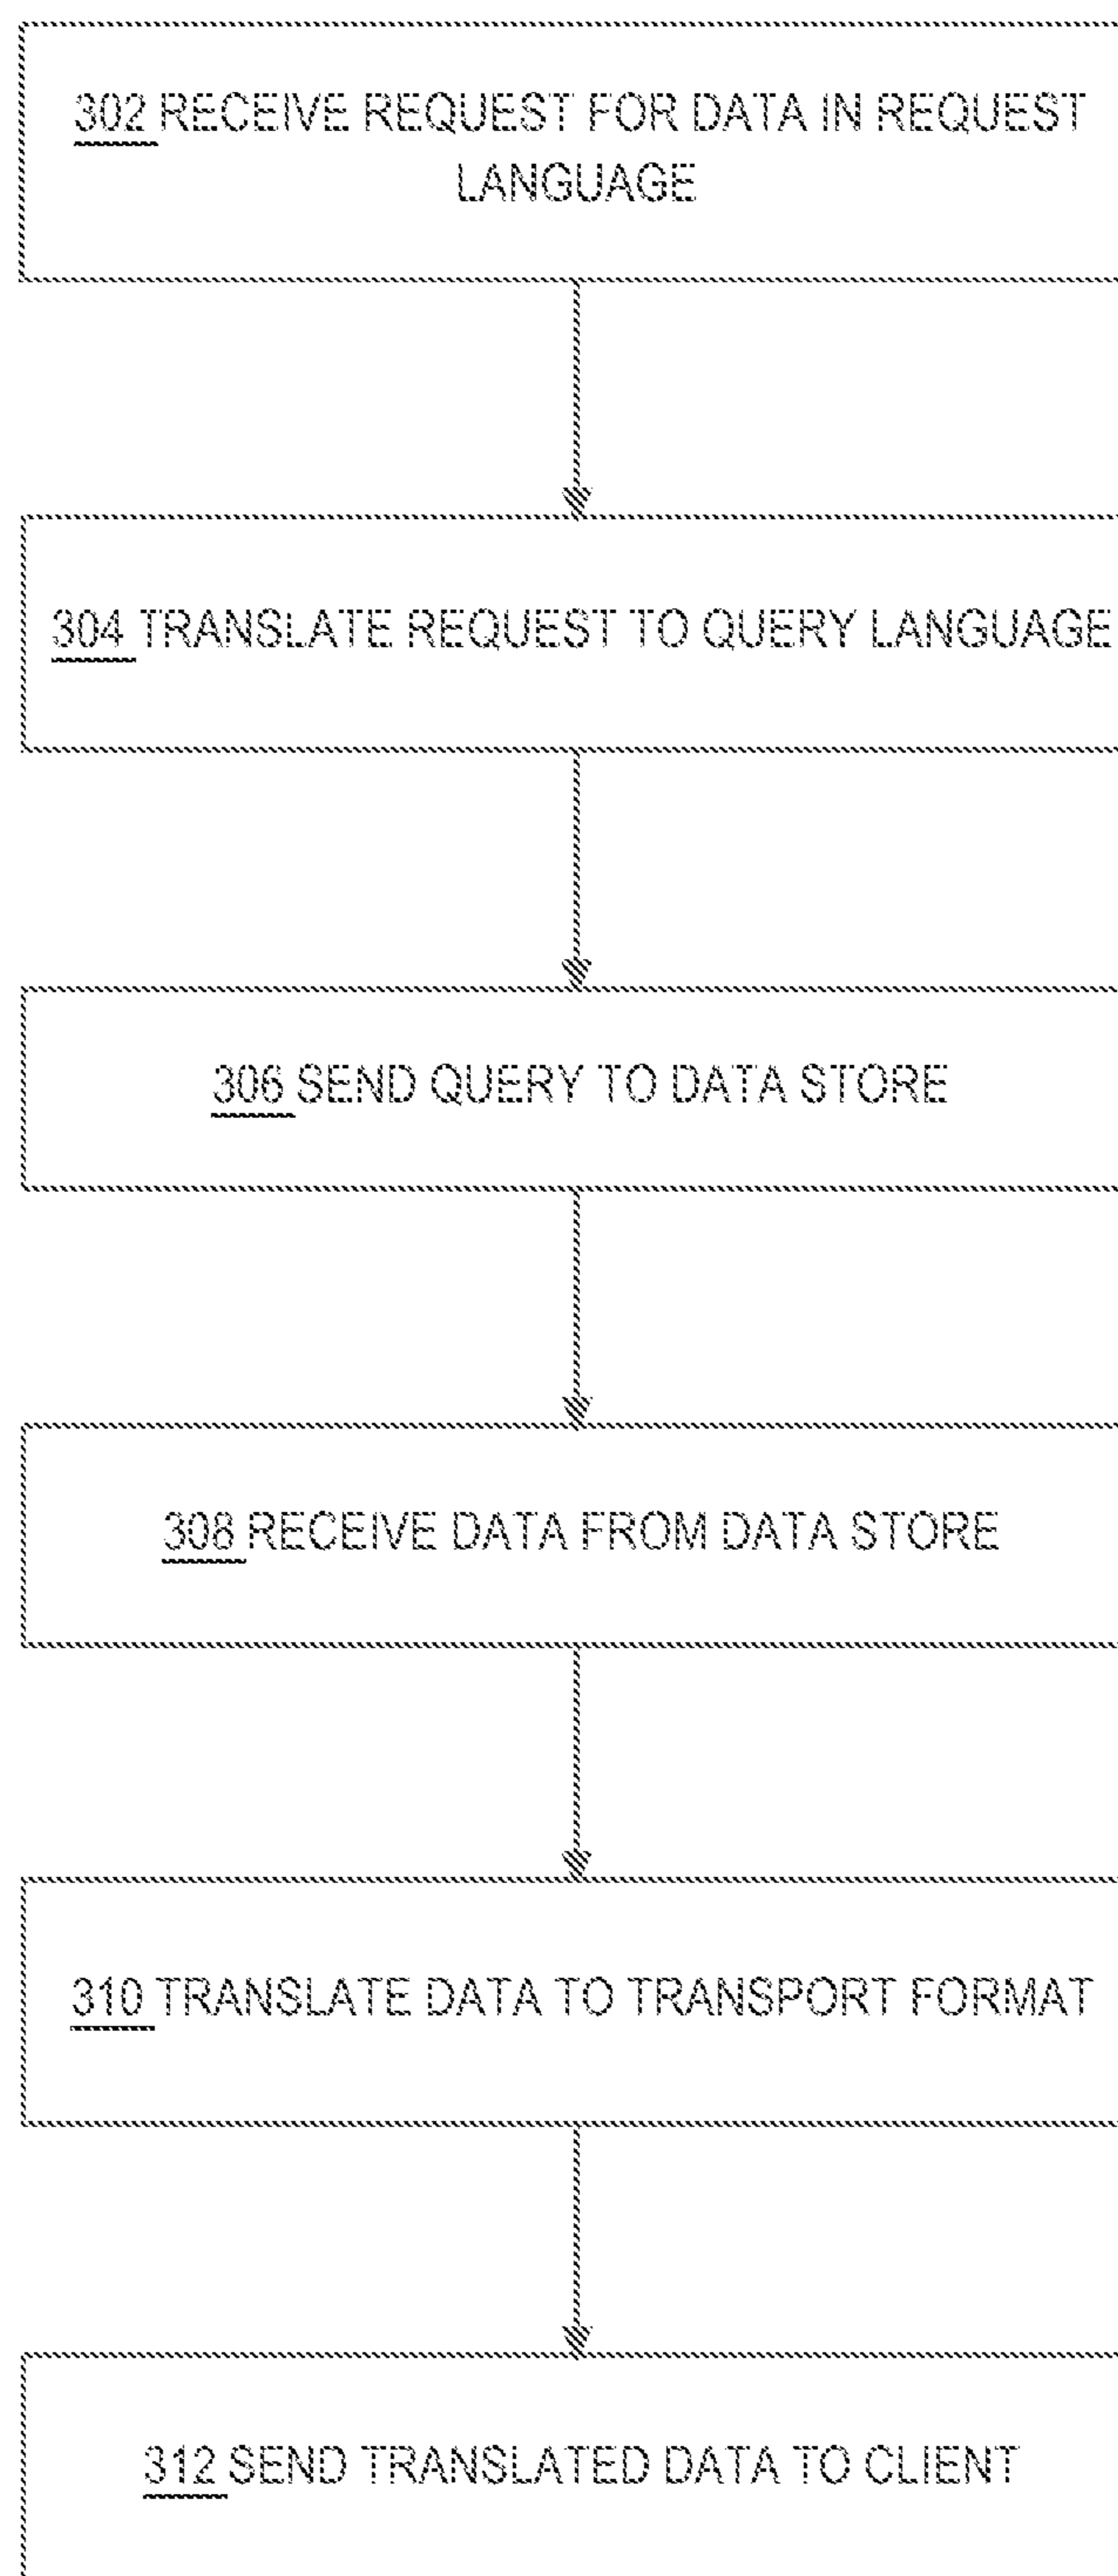 302 RECEIVE REQUEST FOR DATA IN REQUEST
LANGUAGE
304 TRANSLATE REQUEST TO QUERY LANGUAGE
306 SEND QUERY TO DATA STORE
308 RECEIVE DATA FROM DATA STORE
310 TRANSLATE DATA TO TRANSPORT FORMAT
312 SEND TRANSLATED DATA TO CLIENT